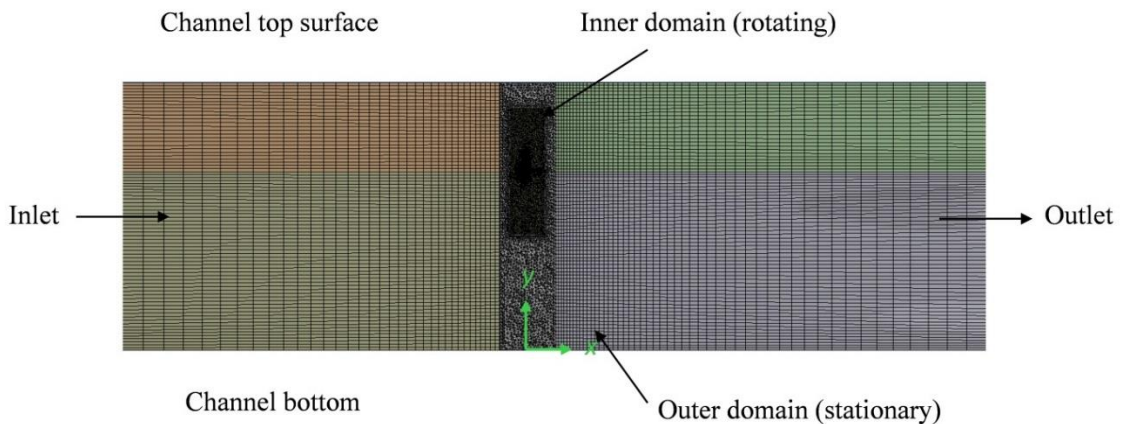 Channel top surface
Inner domain (rotating)
Inlet
Outlet
y
x
Channel bottom
Outer domain (stationary)